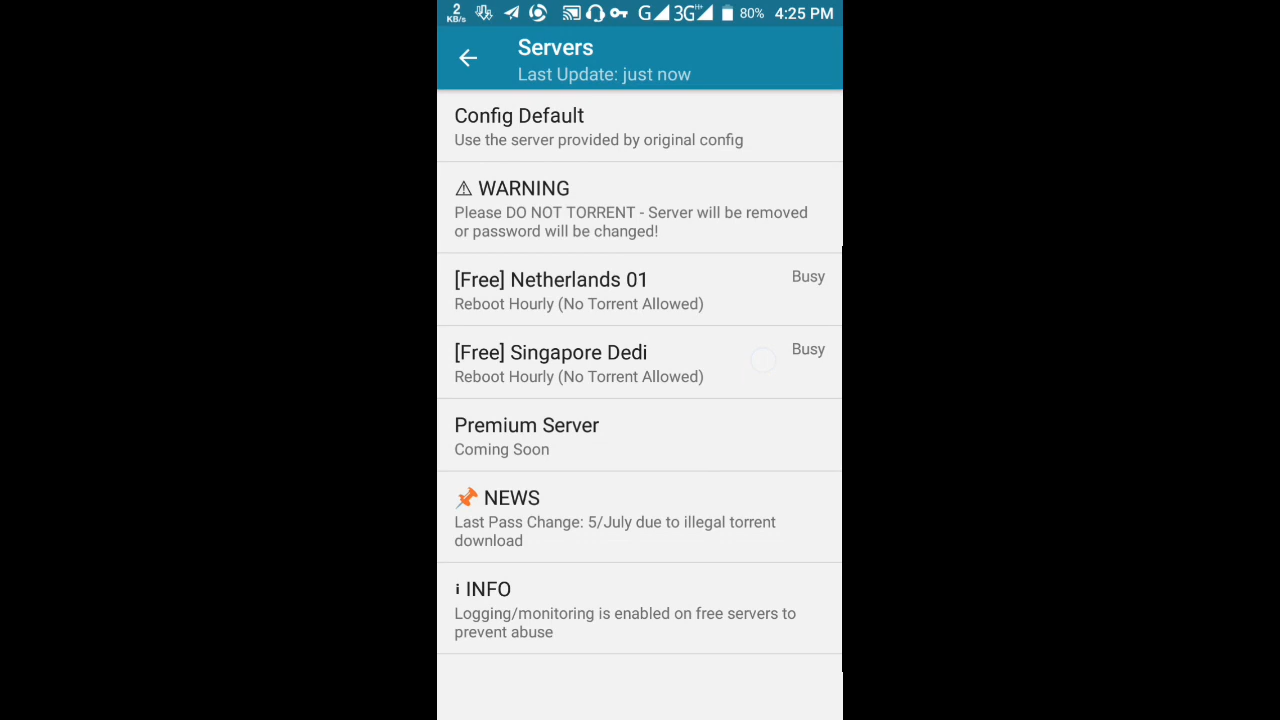 2
KB/s
G 3G H+ 80% 4:25 PM
Servers
Last Update: just now
Config Default
Use the server provided by original config
⚠ WARNING
Please DO NOT TORRENT - Server will be removed
or password will be changed!
[Free] Netherlands 01 Busy
Reboot Hourly (No Torrent Allowed)
[Free] Singapore Dedi Busy
Reboot Hourly (No Torrent Allowed)
Premium Server
Coming Soon
📌 NEWS
Last Pass Change: 5/July due to illegal torrent
download
ℹ INFO
Logging/monitoring is enabled on free servers to
prevent abuse